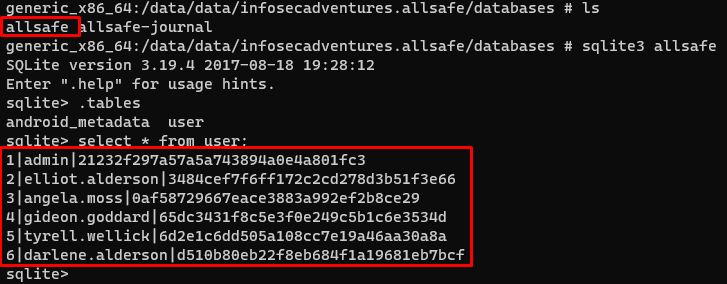 generic_x86_64:/data/data/infosecadventures.allsafe/databases # ls
allsafe allsafe-journal
generic_x86_64:/data/data/infosecadventures.allsafe/databases # sqlite3 allsafe
SQLite version 3.19.4 2017-08-18 19:28:12
Enter ".help" for usage hints.
sqlite> .tables
android_metadata  user
sqlite> select * from user;
1|admin|21232f297a57a5a743894a0e4a801fc3
2|elliot.alderson|3484cef7f6ff172c2cd278d3b51f3e66
3|angela.moss|0af58729667eace3883a992ef2b8ce29
4|gideon.goddard|65dc3431f8c5e3f0e249c5b1c6e3534d
5|tyrell.wellick|6d2e1c6dd505a108cc7e19a46aa30a8a
6|darlene.alderson|d510b80eb22f8eb684f1a19681eb7bcf
sqlite>